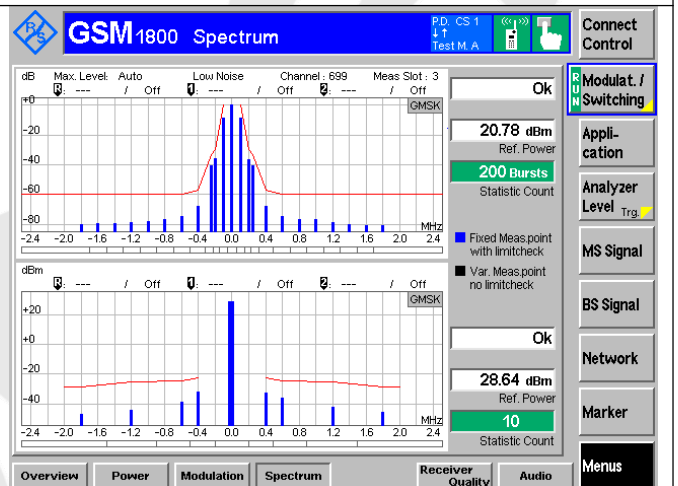 R/S
GSM 1800 Spectrum
P.D. CS 1
↓↑
Test M. A
Connect
Control
dB Max. Level: Auto Low Noise Channel: 699 Meas Slot: 3
R: --- / Off 1: --- / Off 2: --- / Off
GMSK
+0
-20
-40
-60
-80
MHz
-2.4 -2.0 -1.6 -1.2 -0.8 -0.4 0.0 0.4 0.8 1.2 1.6 2.0 2.4
Ok
20.78 dBm
Ref. Power
200 Bursts
Statistic Count
Fixed Meas.point
with limitcheck
Var. Meas.point
no limitcheck
dBm
R: --- / Off 1: --- / Off 2: --- / Off
GMSK
+20
+0
-20
-40
MHz
-2.4 -2.0 -1.6 -1.2 -0.8 -0.4 0.0 0.4 0.8 1.2 1.6 2.0 2.4
Ok
28.64 dBm
Ref. Power
10
Statistic Count
RUN
Modulat. /
Switching
Appli-
cation
Analyzer
Level Trg.
MS Signal
BS Signal
Network
Marker
Menus
Overview Power Modulation Spectrum Receiver Quality Audio